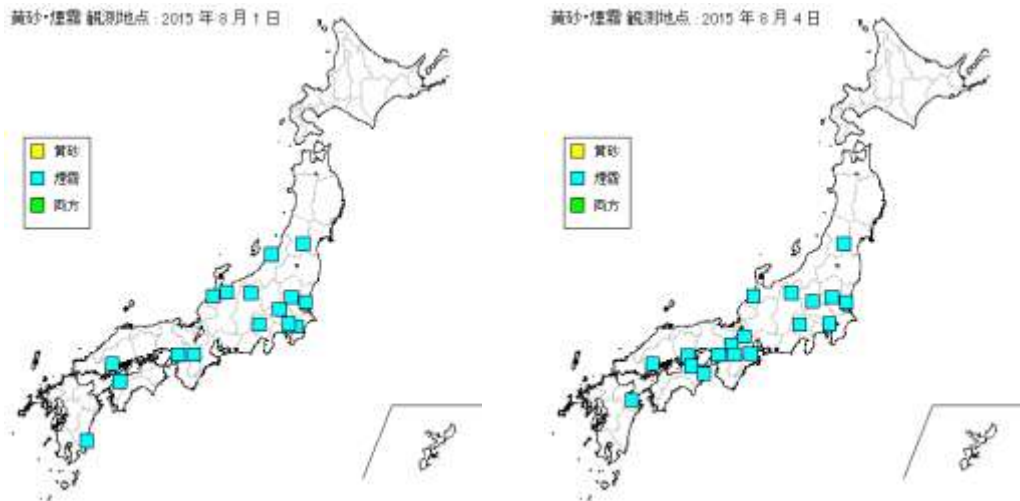 黄砂・煙霧 観測地点 : 2015 年 8 月 1 日
黄砂
煙霧
両方
黄砂・煙霧 観測地点 : 2015 年 8 月 4 日
黄砂
煙霧
両方